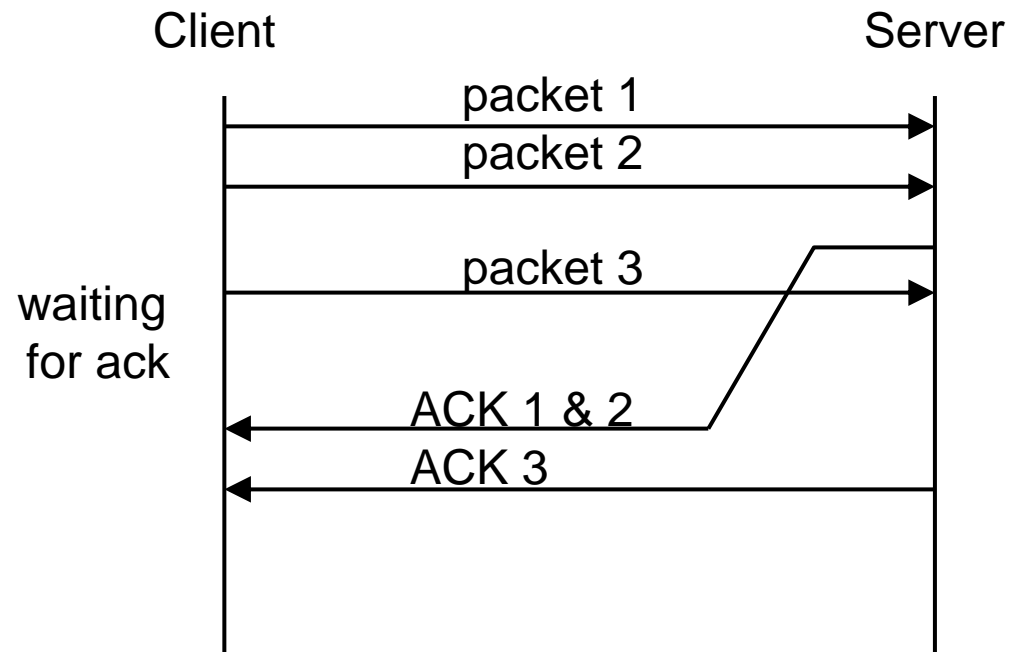 Client
Server
packet 1
packet 2
packet 3
waiting
for ack
ACK 1 & 2
ACK 3